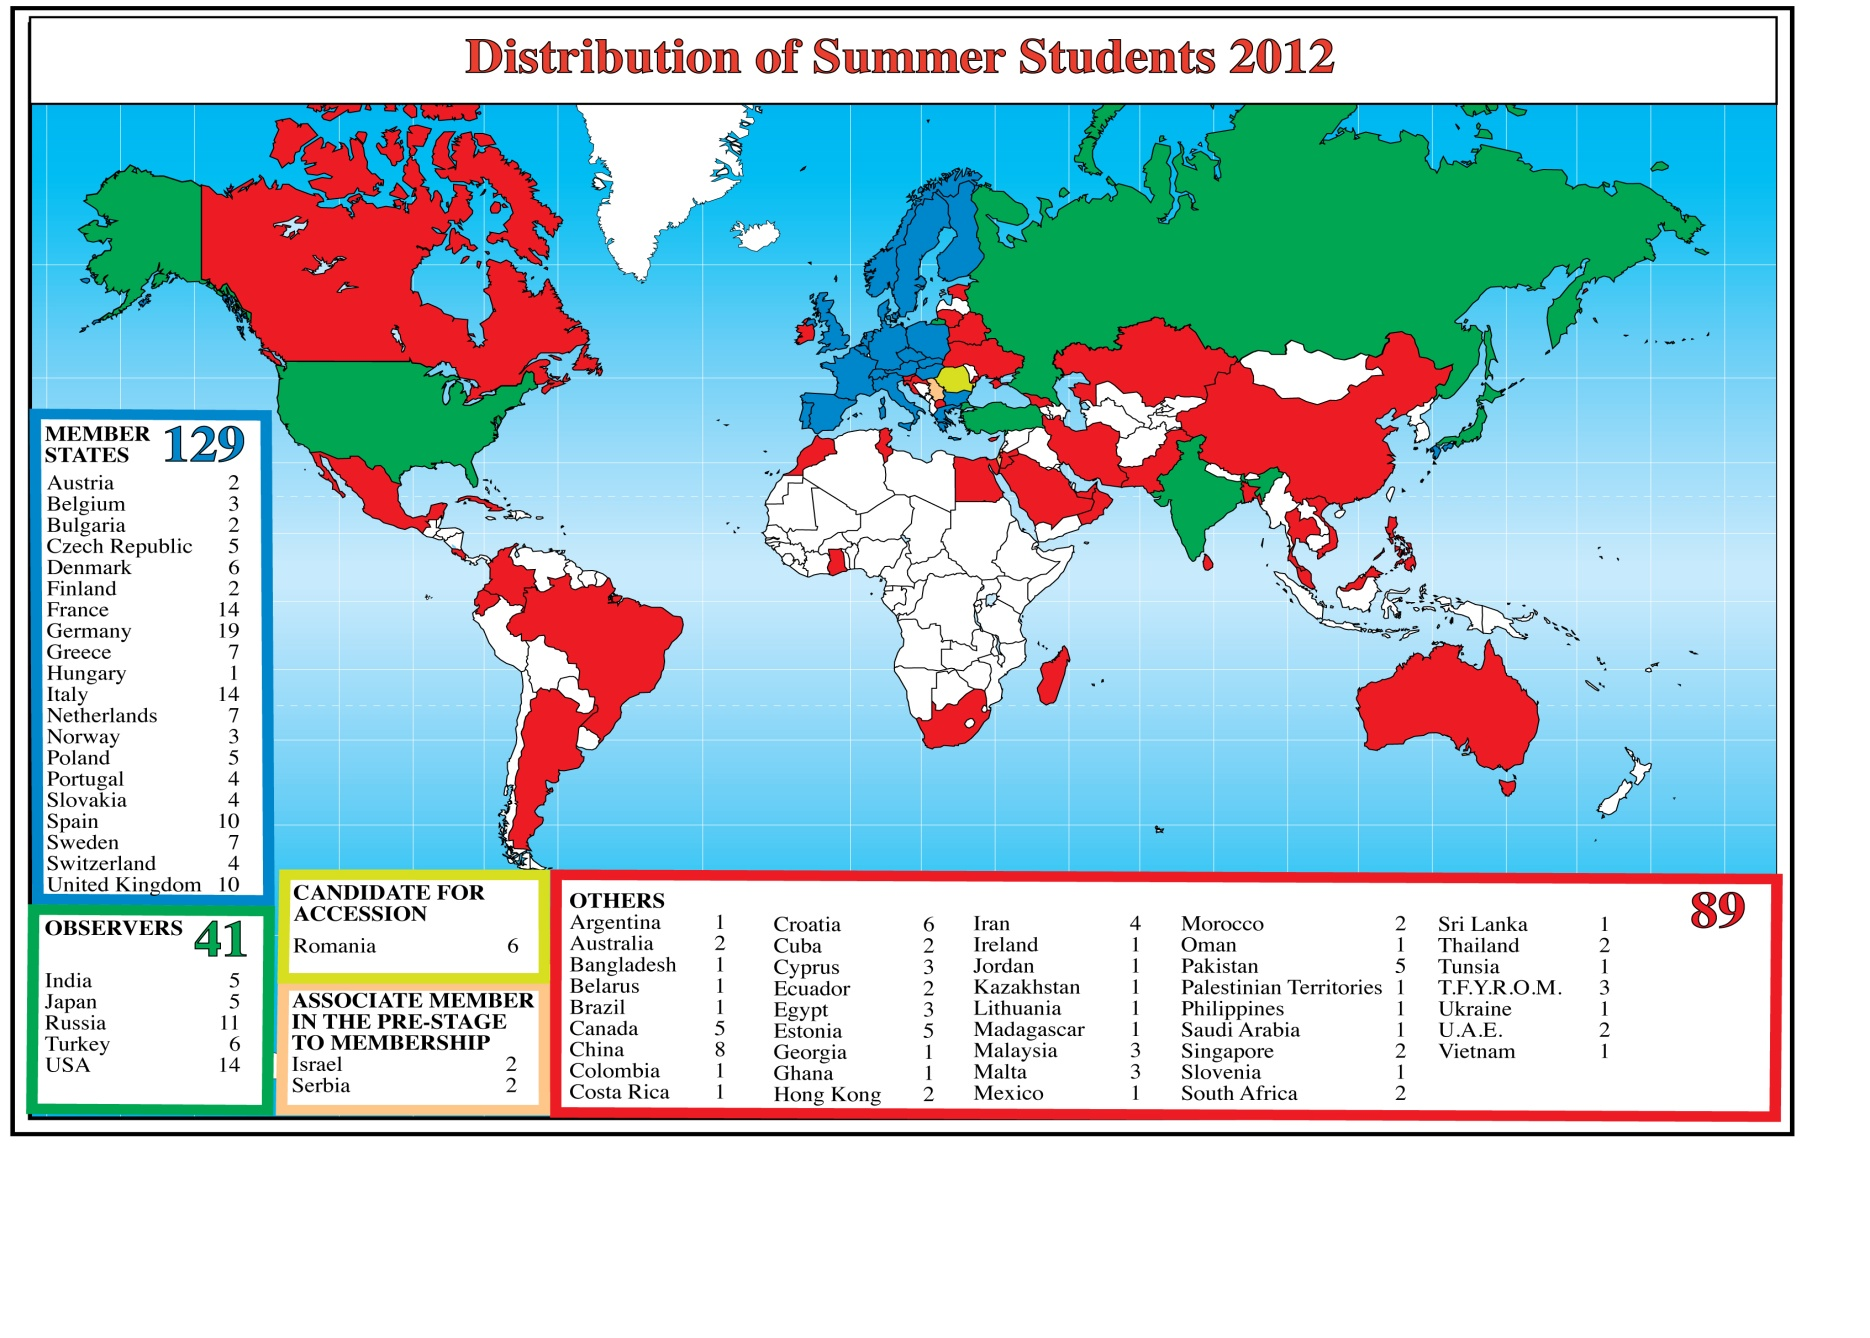 Distribution of Summer Students 2012
MEMBER STATES 129
Austria 2
Belgium 3
Bulgaria 2
Czech Republic 5
Denmark 6
Finland 2
France 14
Germany 19
Greece 7
Hungary 1
Italy 14
Netherlands 7
Norway 3
Poland 5
Portugal 4
Slovakia 4
Spain 10
Sweden 7
Switzerland 4
United Kingdom 10
OBSERVERS 41
India 5
Japan 5
Russia 11
Turkey 6
USA 14
CANDIDATE FOR
ACCESSION
Romania 6
ASSOCIATE MEMBER
IN THE PRE-STAGE
TO MEMBERSHIP
Israel 2
Serbia 2
OTHERS 89
Argentina 1
Australia 2
Bangladesh 1
Belarus 1
Brazil 1
Canada 5
China 8
Colombia 1
Costa Rica 1
Croatia 6
Cuba 2
Cyprus 3
Ecuador 2
Egypt 3
Estonia 5
Georgia 1
Ghana 1
Hong Kong 2
Iran 4
Ireland 1
Jordan 1
Kazakhstan 1
Lithuania 1
Madagascar 1
Malaysia 3
Malta 3
Mexico 1
Morocco 2
Oman 1
Pakistan 5
Palestinian Territories 1
Philippines 1
Saudi Arabia 1
Singapore 2
Slovenia 1
South Africa 2
Sri Lanka 1
Thailand 2
Tunsia 1
T.F.Y.R.O.M. 3
Ukraine 1
U.A.E. 2
Vietnam 1